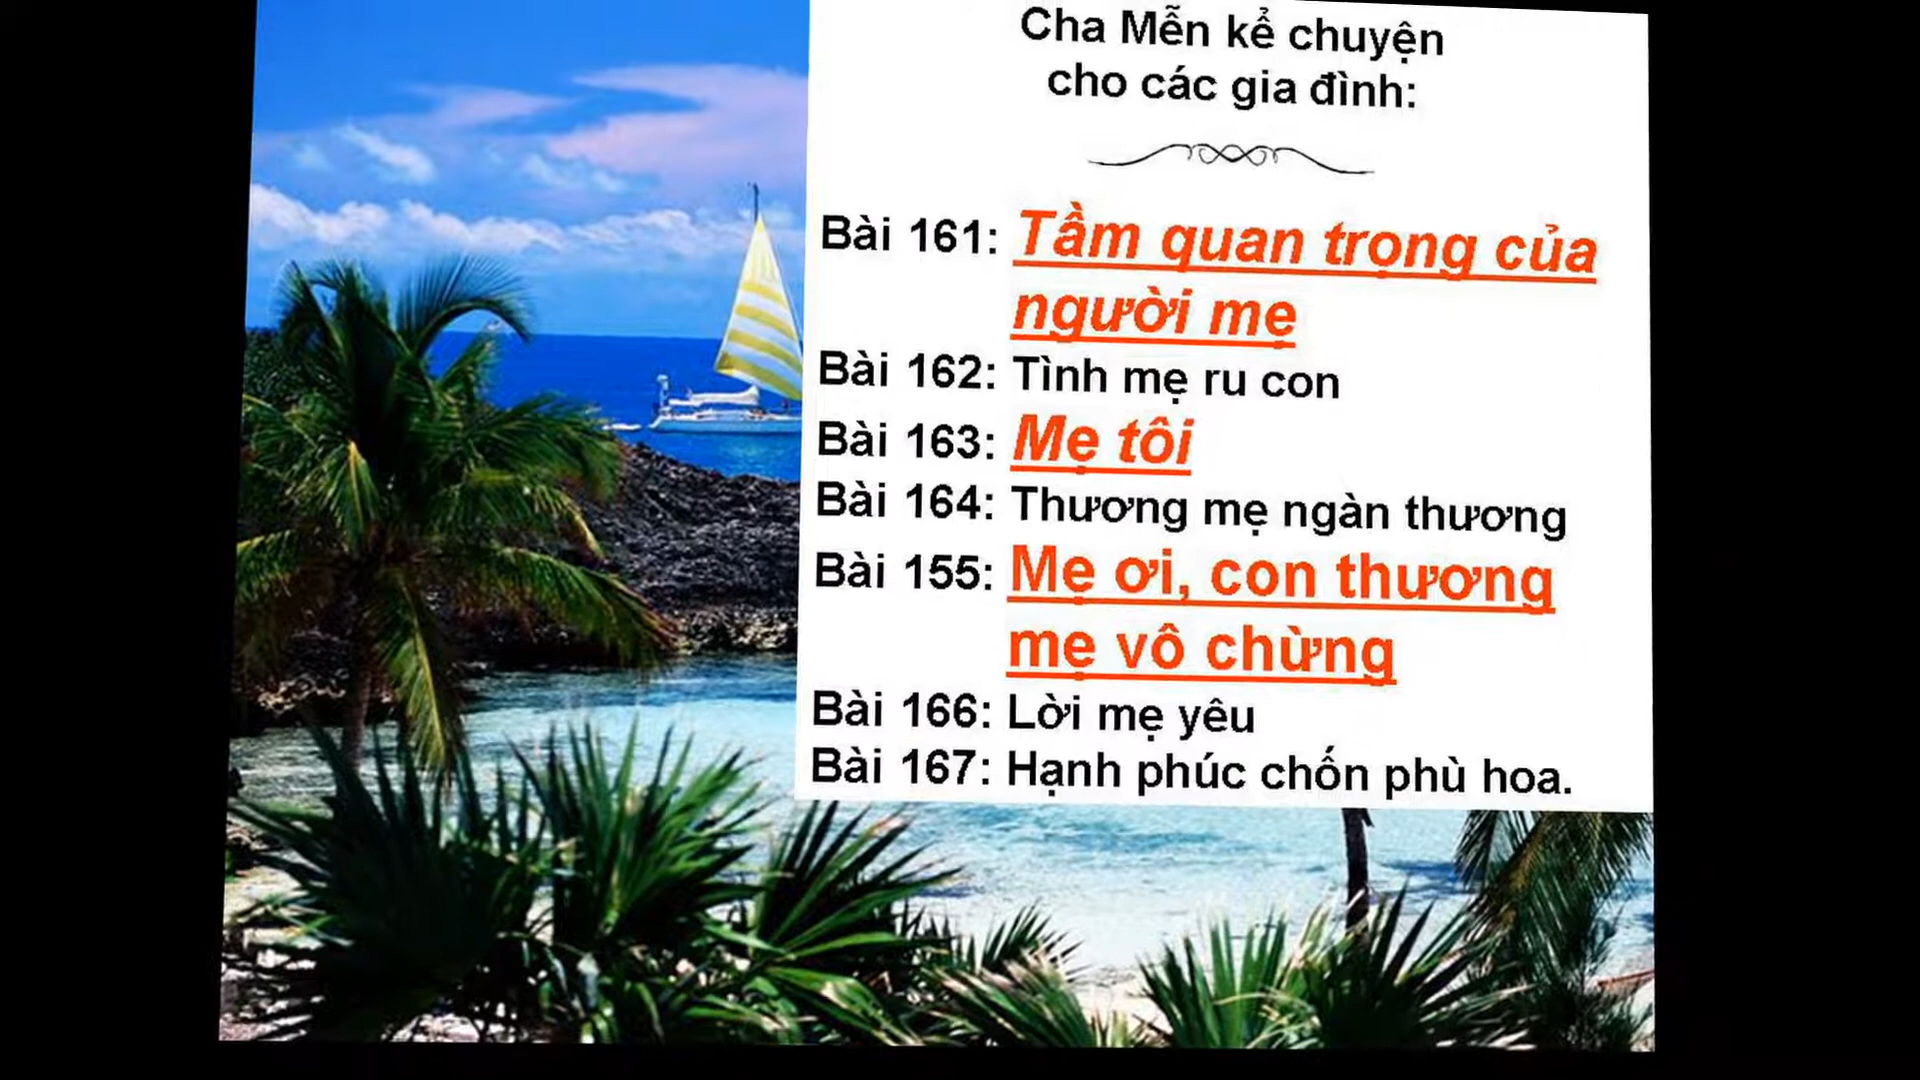 Cha Mễn kể chuyện
cho các gia đình:
Bài 161: Tầm quan trọng của
người mẹ
Bài 162: Tình mẹ ru con
Bài 163: Mẹ tôi
Bài 164: Thương mẹ ngàn thương
Bài 155: Mẹ ơi, con thương
mẹ vô chừng
Bài 166: Lời mẹ yêu
Bài 167: Hạnh phúc chốn phù hoa.